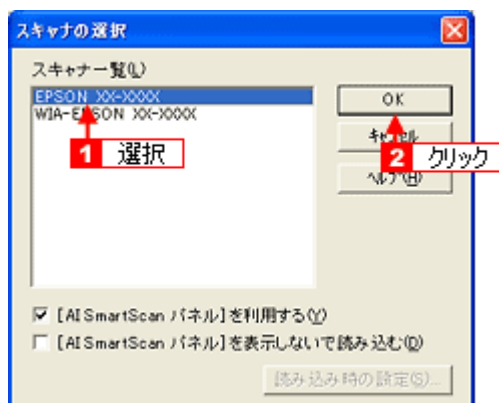 スキャナの選択
スキャナ一覧(L)
EPSON XX-XXXX
WIA-EPSON XX-XXXX
1 選択
OK
キャンセル
2 クリック
ヘルプ(H)
[AI SmartScan パネル]を利用する(Y)
[AI SmartScan パネル]を表示しないで読み込む(D)
読み込み時の設定(S)...